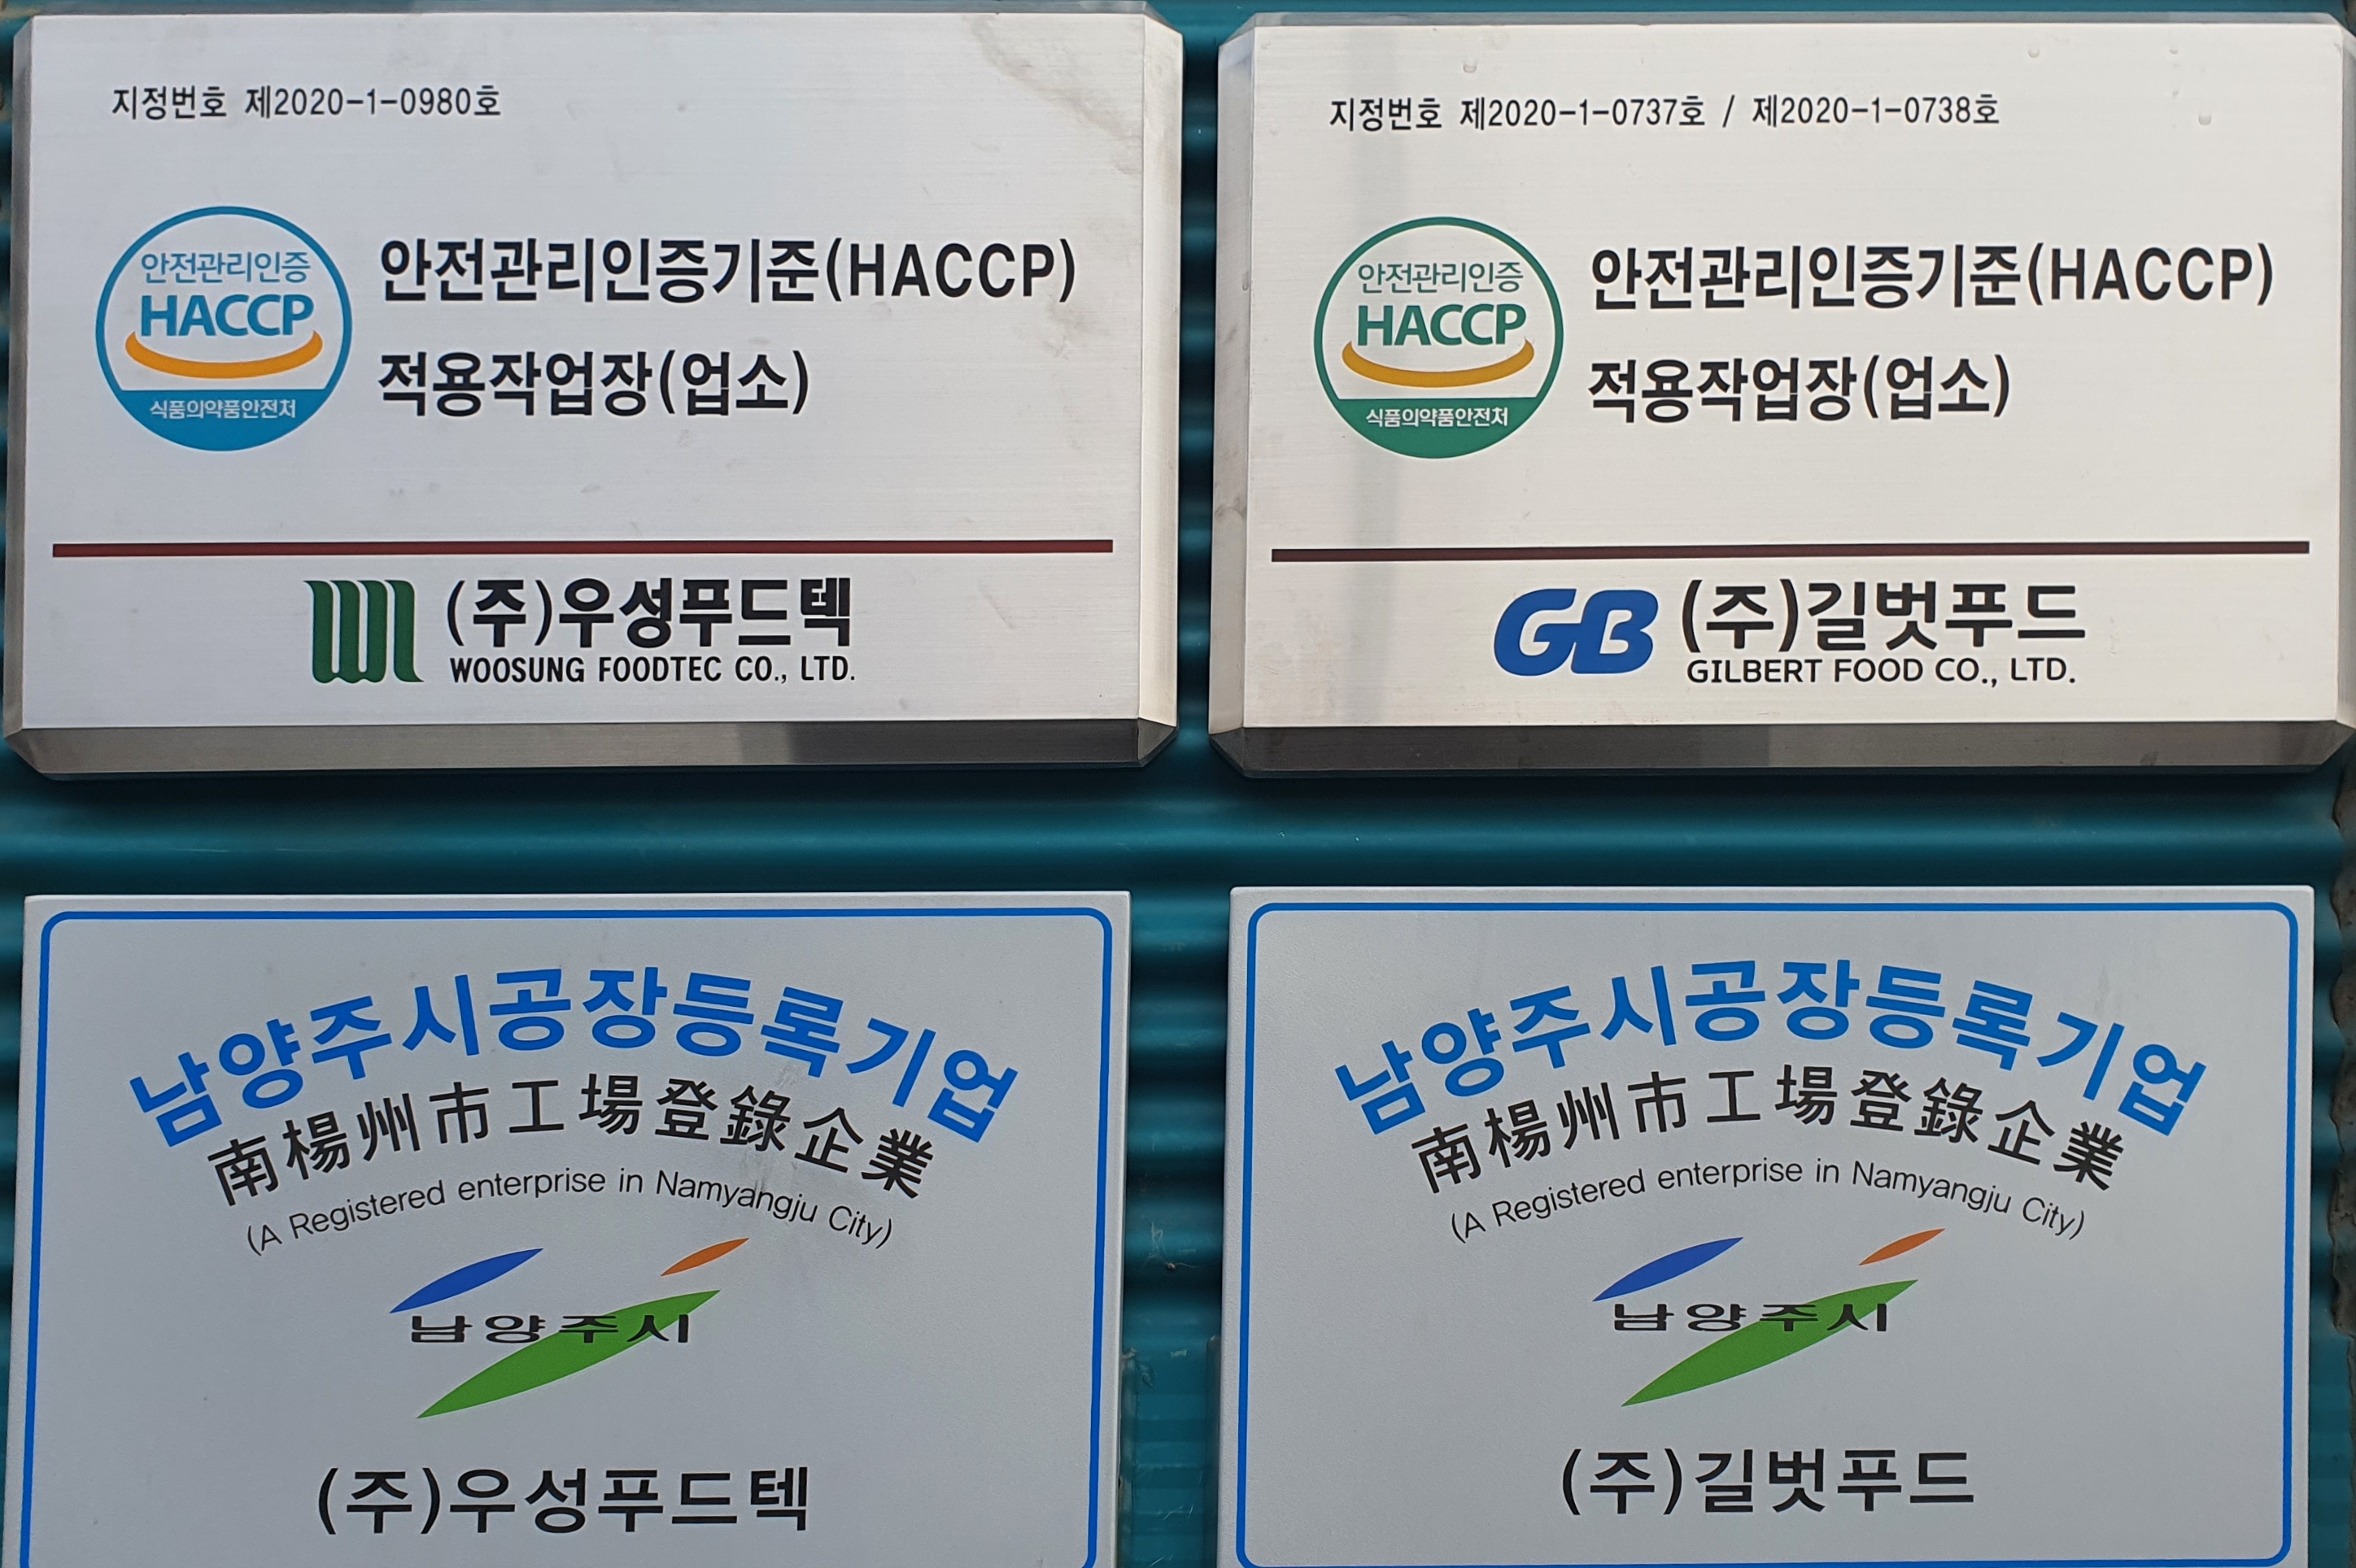 지정번호 제2020-1-0980호
안전관리인증
HACCP
식품의약품안전처
안전관리인증기준(HACCP)
적용작업장(업소)
(주)우성푸드텍
WOOSUNG FOODTEC CO., LTD.
지정번호 제2020-1-0737호 / 제2020-1-0738호
안전관리인증
HACCP
식품의약품안전처
안전관리인증기준(HACCP)
적용작업장(업소)
GB (주)길벗푸드
GILBERT FOOD CO., LTD.
남양주시공장등록기업
南楊州市工場登錄企業
(A Registered enterprise in Namyangju City)
남양주시
(주)우성푸드텍
남양주시공장등록기업
南楊州市工場登錄企業
(A Registered enterprise in Namyangju City)
남양주시
(주)길벗푸드